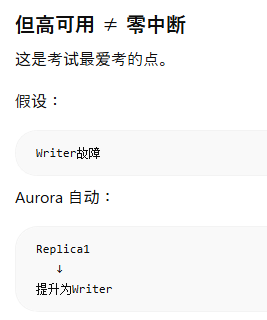 但高可用 ≠ 零中断
这是考试最爱考的点。
假设：
Writer故障
Aurora 自动：
Replica1
↓
提升为Writer